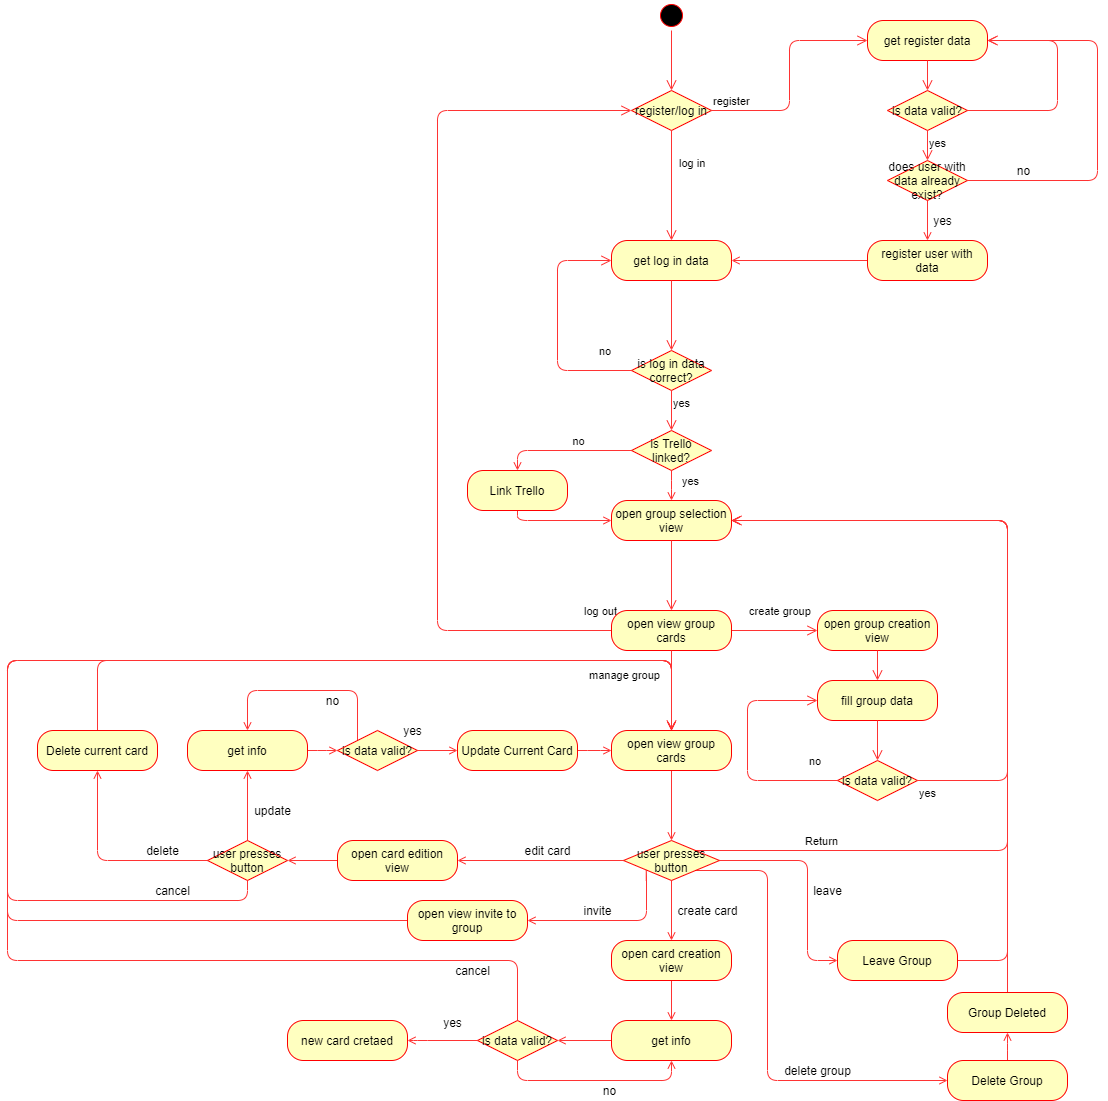 get register data
register
register/log in
is data valid?
yes
log in
does user with
data already
exist?
no
yes
get log in data
register user with
data
no
is log in data
correct?
yes
no
is Trello
linked?
yes
Link Trello
open group selection
view
log out
open view group
cards
create group
open group creation
view
manage group
fill group data
no
yes
Delete current card
get info
is data valid?
Update Current Card
open view group
cards
no
is data valid?
yes
update
delete
user presses
button
open card edition
view
edit card
user presses
button
Return
cancel
leave
open view invite to
group
invite
create card
open card creation
view
Leave Group
cancel
Group Deleted
new card cretaed
yes
is data valid?
get info
no
delete group
Delete Group